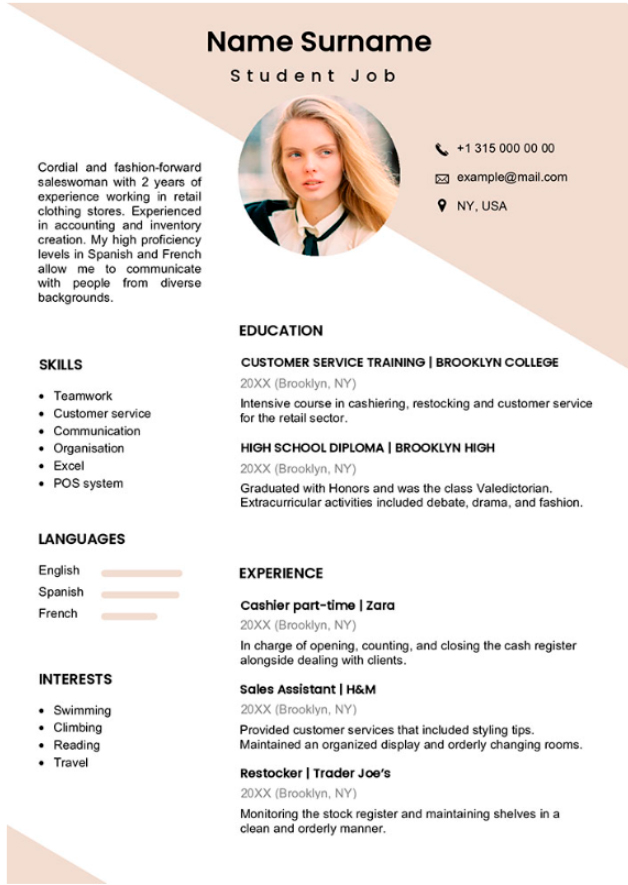 Name Surname
Student Job
+1 315 000 00 00
example@mail.com
NY, USA
Cordial and fashion-forward
saleswoman with 2 years of
experience working in retail
clothing stores. Experienced
in accounting and inventory
creation. My high proficiency
levels in Spanish and French
allow me to communicate
with people from diverse
backgrounds.
SKILLS
• Teamwork
• Customer service
• Communication
• Organisation
• Excel
• POS system
LANGUAGES
English
Spanish
French
INTERESTS
• Swimming
• Climbing
• Reading
• Travel
EDUCATION
CUSTOMER SERVICE TRAINING | BROOKLYN COLLEGE
20XX (Brooklyn, NY)
Intensive course in cashiering, restocking and customer service
for the retail sector.
HIGH SCHOOL DIPLOMA | BROOKLYN HIGH
20XX (Brooklyn, NY)
Graduated with Honors and was the class Valedictorian.
Extracurricular activities included debate, drama, and fashion.
EXPERIENCE
Cashier part-time | Zara
20XX (Brooklyn, NY)
In charge of opening, counting, and closing the cash register
alongside dealing with clients.
Sales Assistant | H&M
20XX (Brooklyn, NY)
Provided customer services that included styling tips.
Maintained an organized display and orderly changing rooms.
Restocker | Trader Joe's
20XX (Brooklyn, NY)
Monitoring the stock register and maintaining shelves in a
clean and orderly manner.